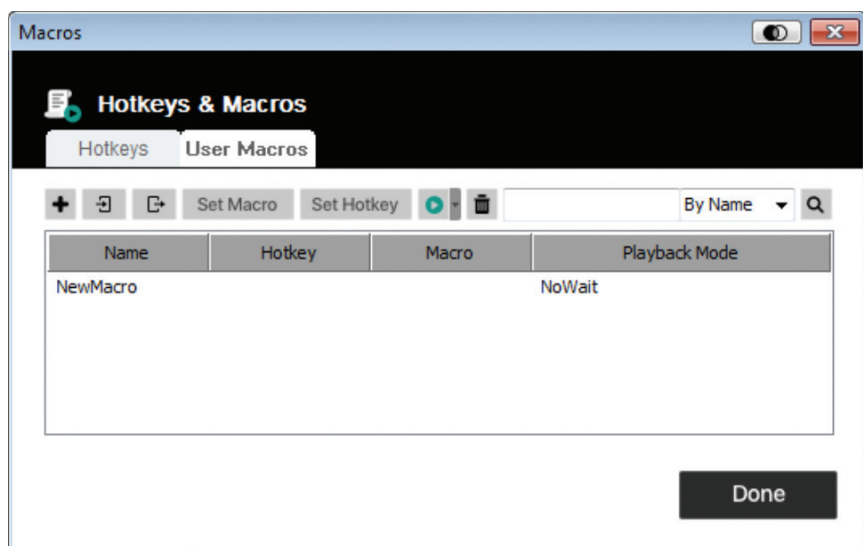 Macros
Hotkeys & Macros
Hotkeys User Macros
Set Macro Set Hotkey By Name
Name Hotkey Macro Playback Mode
NewMacro NoWait
Done